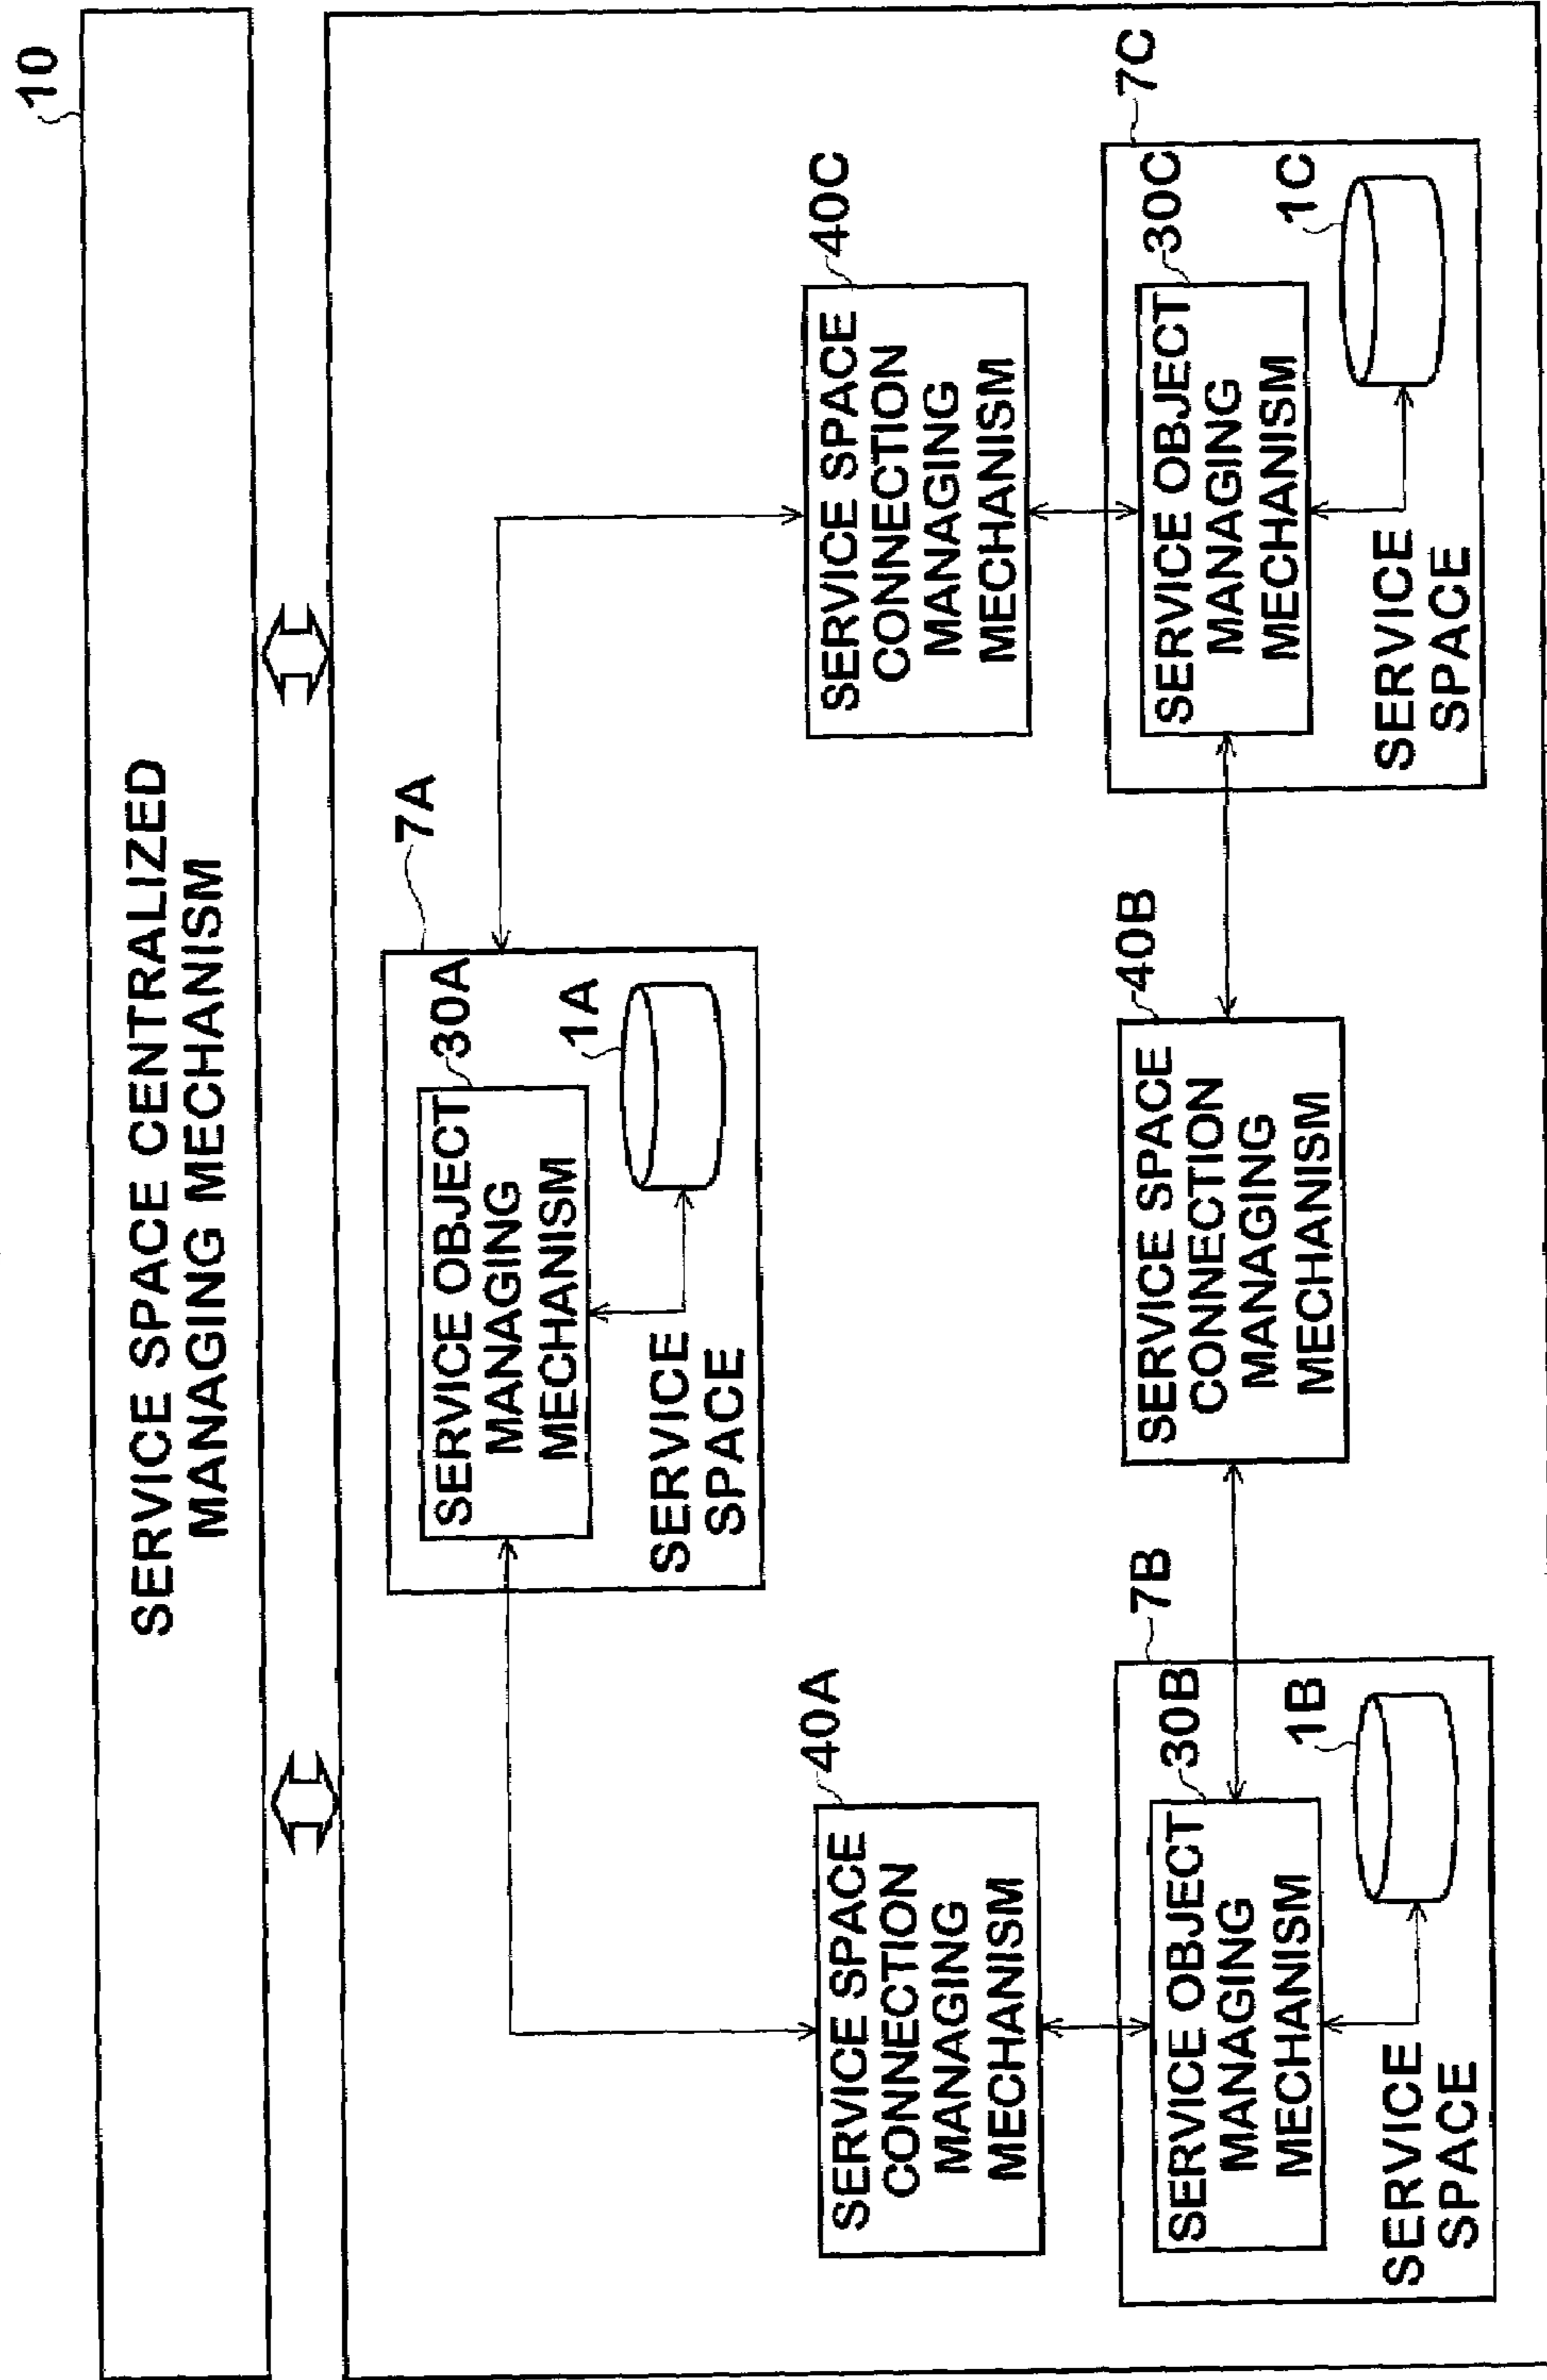 10
SERVICE SPACE CENTRALIZED
MANAGING MECHANISM
7A
30A
SERVICE OBJECT
MANAGING
MECHANISM
1A
SERVICE
SPACE
40A
SERVICE SPACE
CONNECTION
MANAGING
MECHANISM
40C
SERVICE SPACE
CONNECTION
MANAGING
MECHANISM
7B
30B
SERVICE OBJECT
MANAGING
MECHANISM
1B
SERVICE
SPACE
40B
SERVICE SPACE
CONNECTION
MANAGING
MECHANISM
7C
30C
SERVICE OBJECT
MANAGING
MECHANISM
1C
SERVICE
SPACE